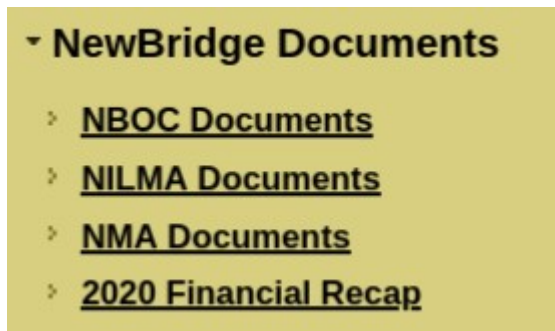 NewBridge Documents
NBOC Documents
NILMA Documents
NMA Documents
2020 Financial Recap